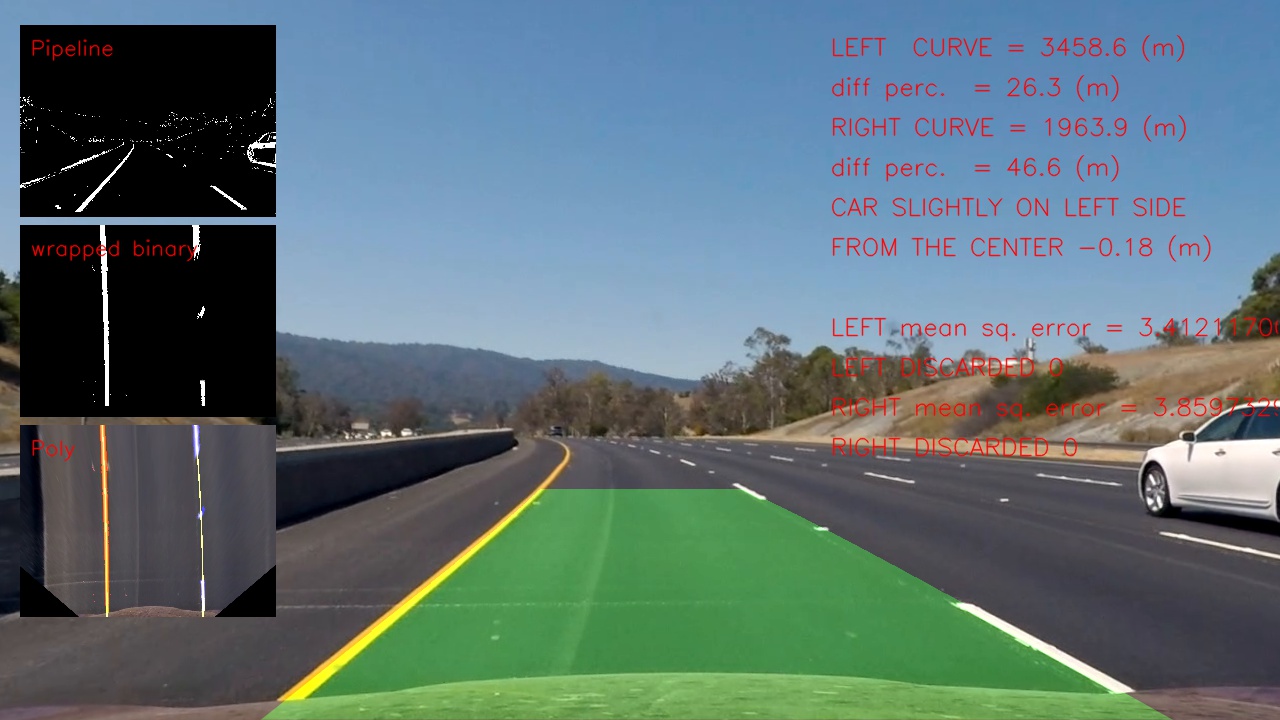 Pipeline
wrapped binary
Poly
LEFT CURVE = 3458.6 (m)
diff perc. = 26.3 (m)
RIGHT CURVE = 1963.9 (m)
diff perc. = 46.6 (m)
CAR SLIGHTLY ON LEFT SIDE
FROM THE CENTER -0.18 (m)
LEFT mean sq. error = 3.41211700
LEFT DISCARDED 0
RIGHT mean sq. error = 3.8597329
RIGHT DISCARDED 0